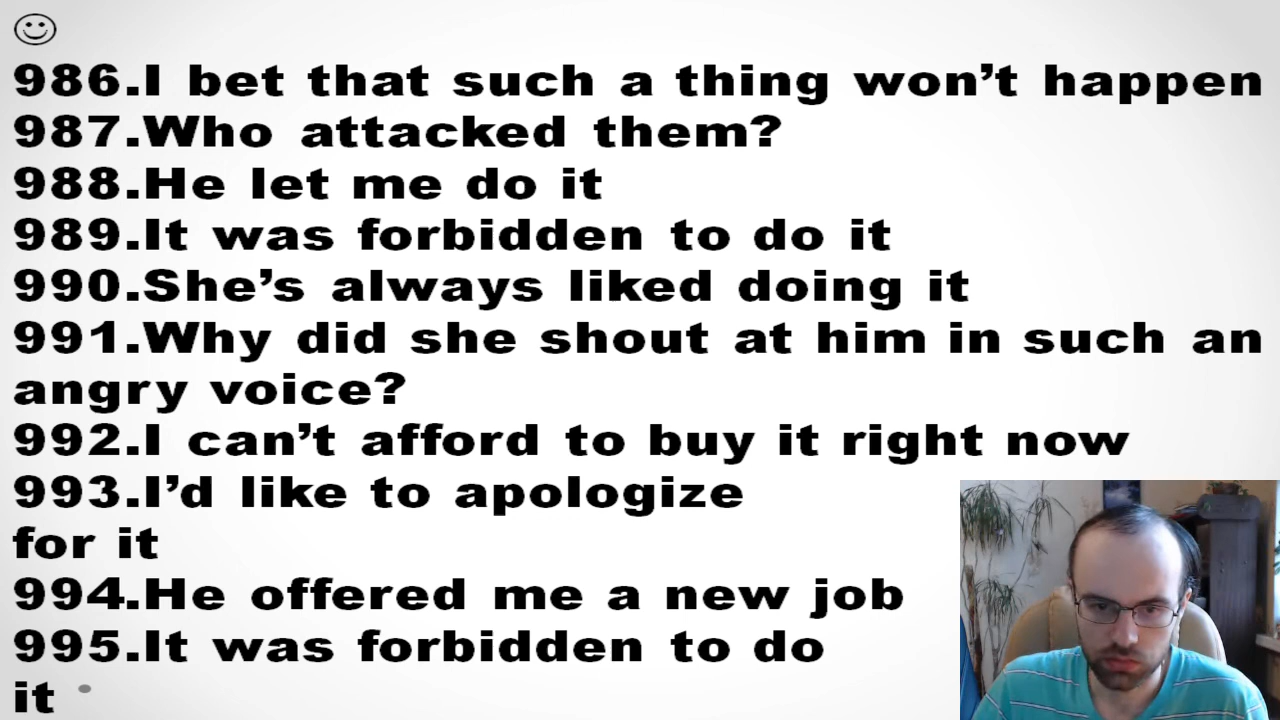 986.I bet that such a thing won’t happen
987.Who attacked them?
988.He let me do it
989.It was forbidden to do it
990.She’s always liked doing it
991.Why did she shout at him in such an
angry voice?
992.I can’t afford to buy it right now
993.I’d like to apologize
for it
994.He offered me a new job
995.It was forbidden to do
it